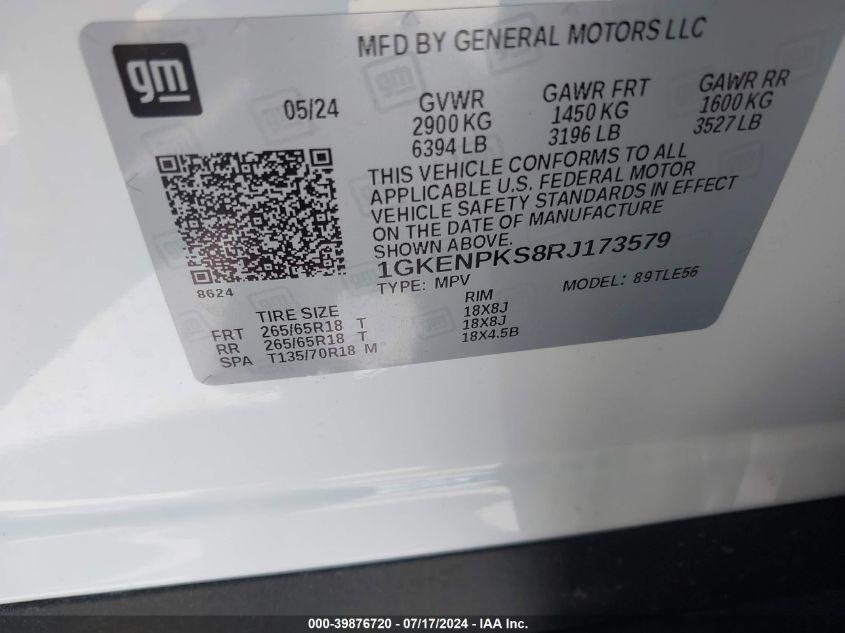 MFD BY GENERAL MOTORS LLC
gm
05/24
GVWR
2900 KG
6394 LB
GAWR FRT
1450 KG
3196 LB
GAWR RR
1600 KG
3527 LB
THIS VEHICLE CONFORMS TO ALL
APPLICABLE U.S. FEDERAL MOTOR
VEHICLE SAFETY STANDARDS IN EFFECT
ON THE DATE OF MANUFACTURE
SHOWN ABOVE.
1GKENPKS8RJ173579
8624
TYPE: MPV
MODEL: 89TLE56
TIRE SIZE RIM
FRT 265/65R18 T 18X8J
RR 265/65R18 T 18X8J
SPA T135/70R18 M 18X4.5B
000-39876720 - 07/17/2024 - IAA, Inc.